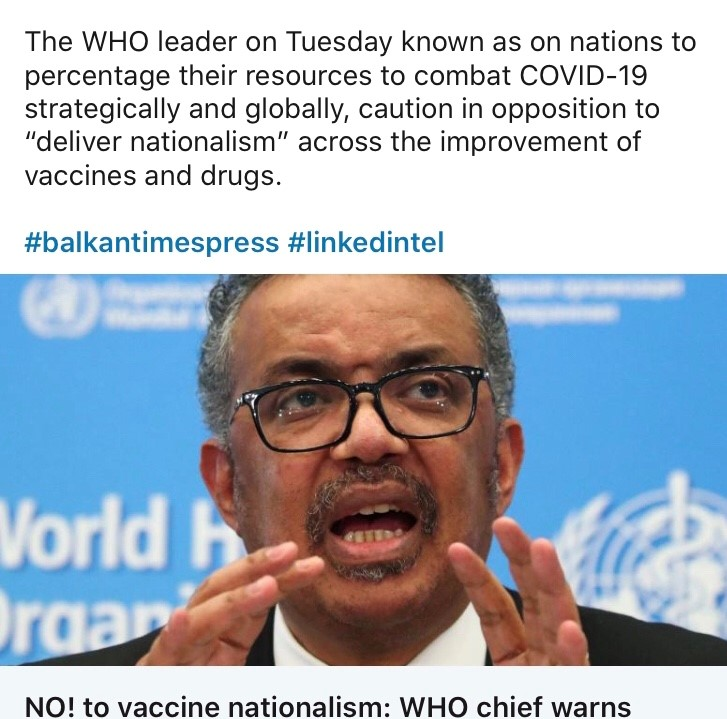 The WHO leader on Tuesday known as on nations to
percentage their resources to combat COVID-19
strategically and globally, caution in opposition to
“deliver nationalism” across the improvement of
vaccines and drugs.
#balkantimespress #linkedintel
World H
Organ
NO! to vaccine nationalism: WHO chief warns